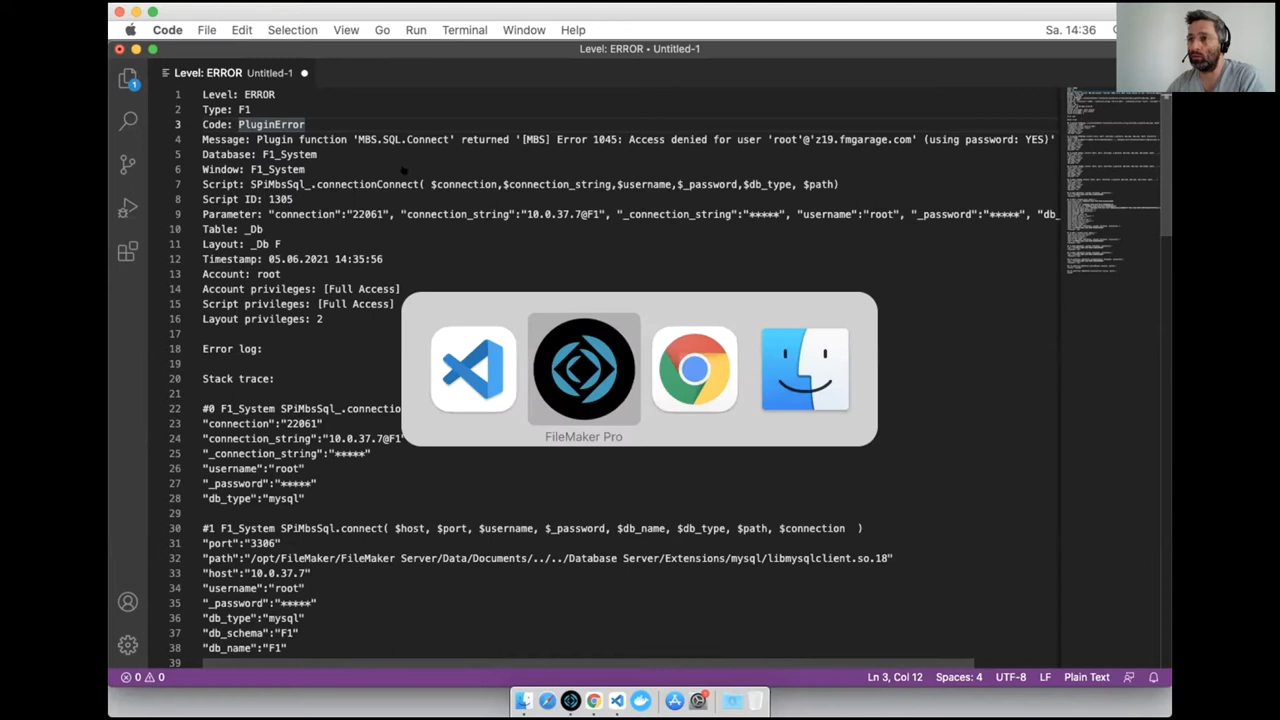 Code File Edit Selection View Go Run Terminal Window Help Sa. 14:36
Level: ERROR • Untitled-1
Level: ERROR Untitled-1
1 Level: ERROR
2 Type: F1
3 Code: PluginError
4 Message: Plugin function 'MBS.SQL.Connect' returned '[MBS] Error 1045: Access denied for user 'root'@'z19.fmgarage.com' (using password: YES)'
5 Database: F1_System
6 Window: F1_System
7 Script: SPiMbsSql_.connectionConnect( $connection,$connection_string,$username,$_password,$db_type, $path)
8 Script ID: 1305
9 Parameter: "connection":"22061", "connection_string":"10.0.37.7@F1", "_connection_string":"*****", "username":"root", "_password":"*****", "db_
10 Table: _Db
11 Layout: _Db F
12 Timestamp: 05.06.2021 14:35:56
13 Account: root
14 Account privileges: [Full Access]
15 Script privileges: [Full Access]
16 Layout privileges: 2
17
18 Error log:
19
20 Stack trace:
21
22 #0 F1_System SPiMbsSql_.connection
23 "connection":"22061"
24 "connection_string":"10.0.37.7@F1"
25 "_connection_string":"*****"
26 "username":"root"
27 "_password":"*****"
28 "db_type":"mysql"
29
30 #1 F1_System SPiMbsSql.connect( $host, $port, $username, $_password, $db_name, $db_type, $path, $connection )
31 "port":"3306"
32 "path":"/opt/FileMaker/FileMaker Server/Data/Documents/../../Database Server/Extensions/mysql/libmysqlclient.so.18"
33 "host":"10.0.37.7"
34 "username":"root"
35 "_password":"*****"
36 "db_type":"mysql"
37 "db_schema":"F1"
38 "db_name":"F1"
39
FileMaker Pro
1
0 0 Ln 3, Col 12 Spaces: 4 UTF-8 LF Plain Text